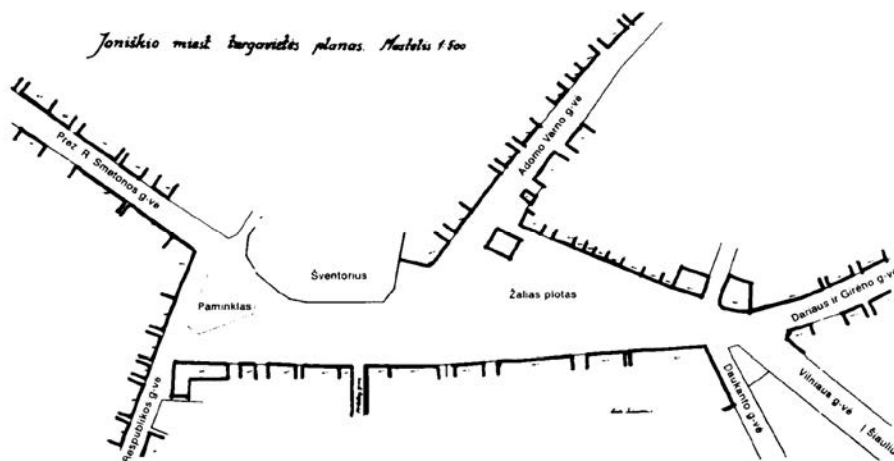 Joniškio miest turgavietės planas. Mastelis 1:500
Prez R Smetonos g-vė
Adomo Varno g-vė
Šventorius
Paminklas
Žalias plotas
Dariaus ir Girėno g-vė
Respublikos g-vė
Daukanto g-vė
Vilniaus g-vė
Į Šiaulius